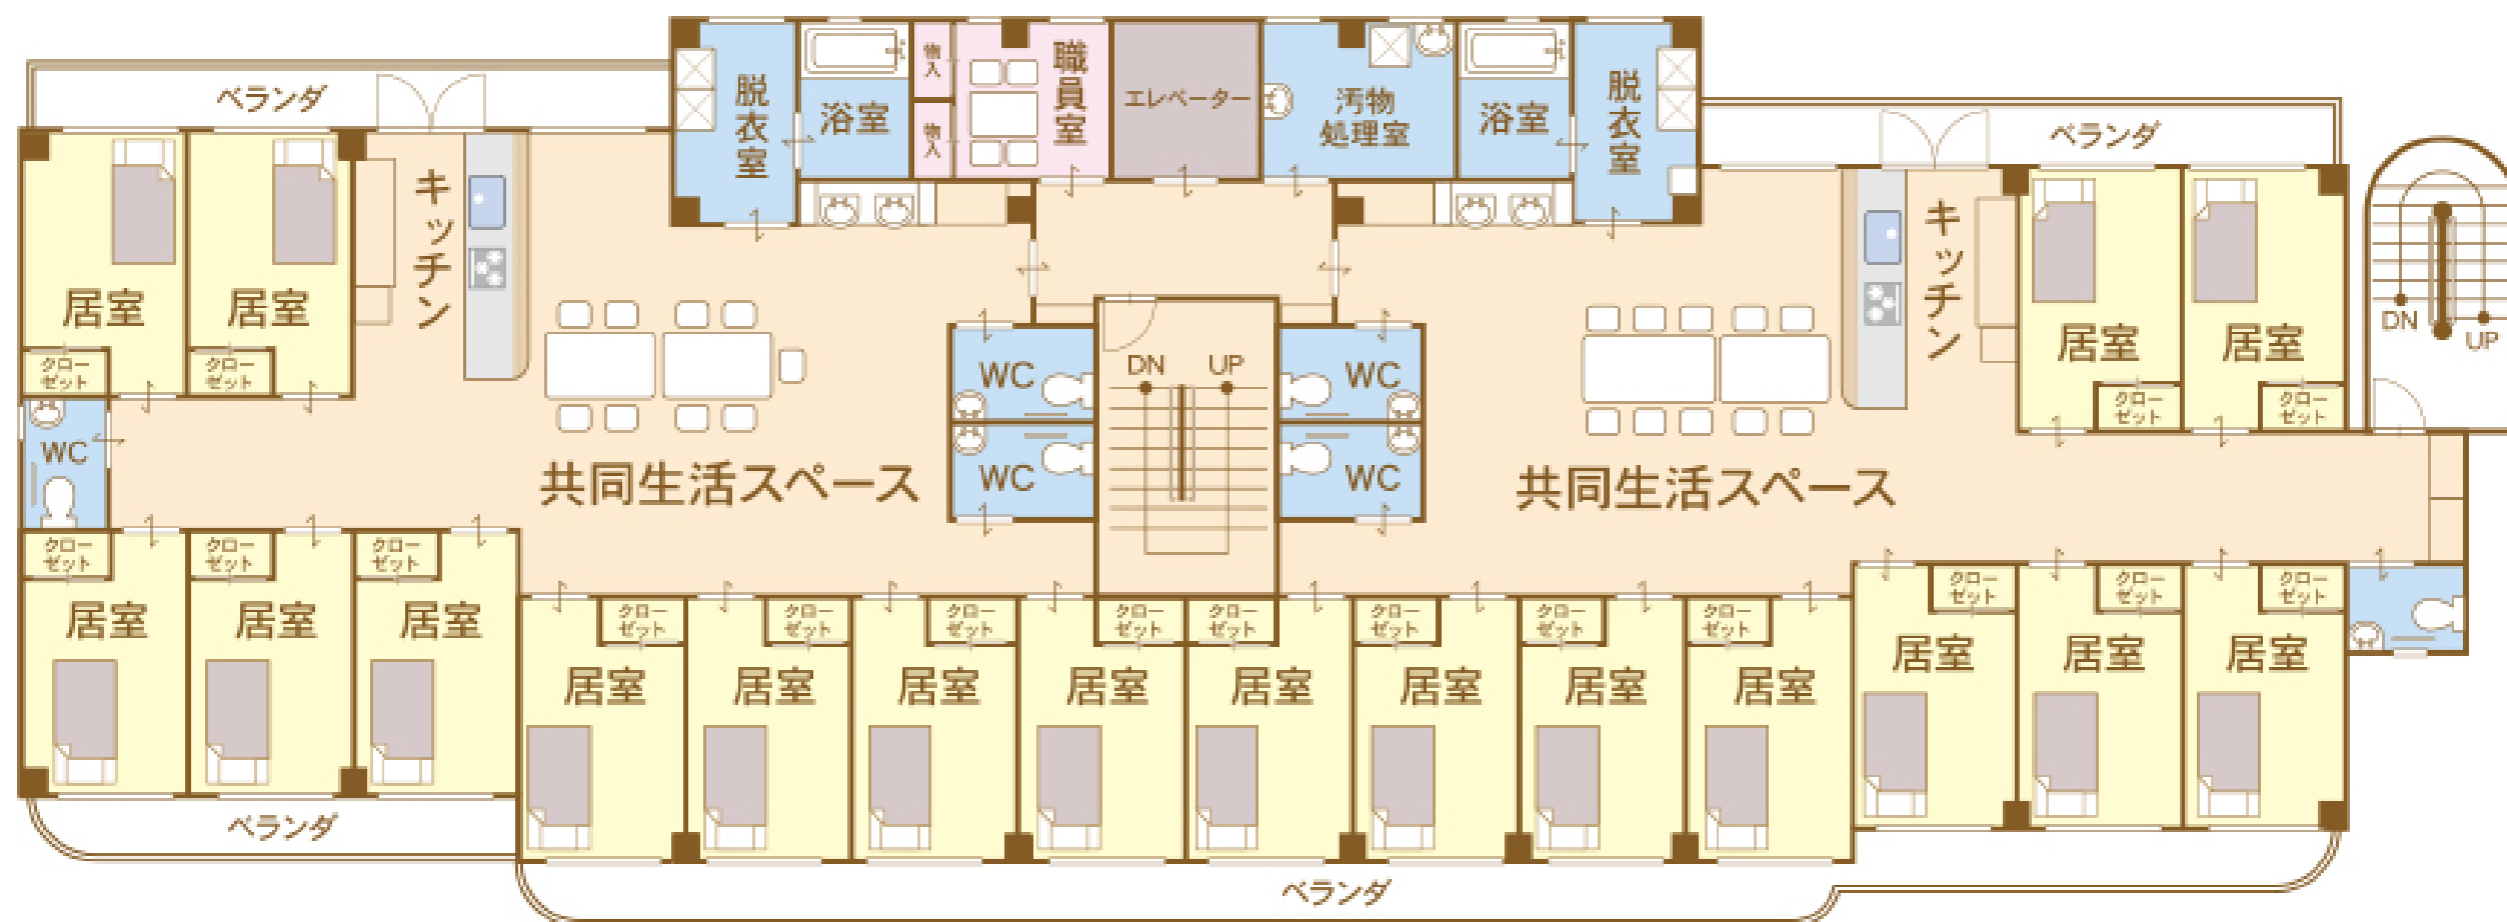 ベランダ
脱衣室
浴室
物入
物入
職員室
エレベーター
汚物
処理室
浴室
脱衣室
ベランダ
キッチン
キッチン
居室
居室
居室
居室
クロー
ゼット
クロー
ゼット
クロー
ゼット
クロー
ゼット
WC
WC
WC
WC
WC
DN
UP
DN
UP
共同生活スペース
共同生活スペース
クロー
ゼット
クロー
ゼット
クロー
ゼット
居室
居室
居室
クロー
ゼット
クロー
ゼット
クロー
ゼット
クロー
ゼット
クロー
ゼット
クロー
ゼット
クロー
ゼット
クロー
ゼット
居室
居室
居室
居室
居室
居室
居室
居室
クロー
ゼット
クロー
ゼット
クロー
ゼット
居室
居室
居室
ベランダ
ベランダ